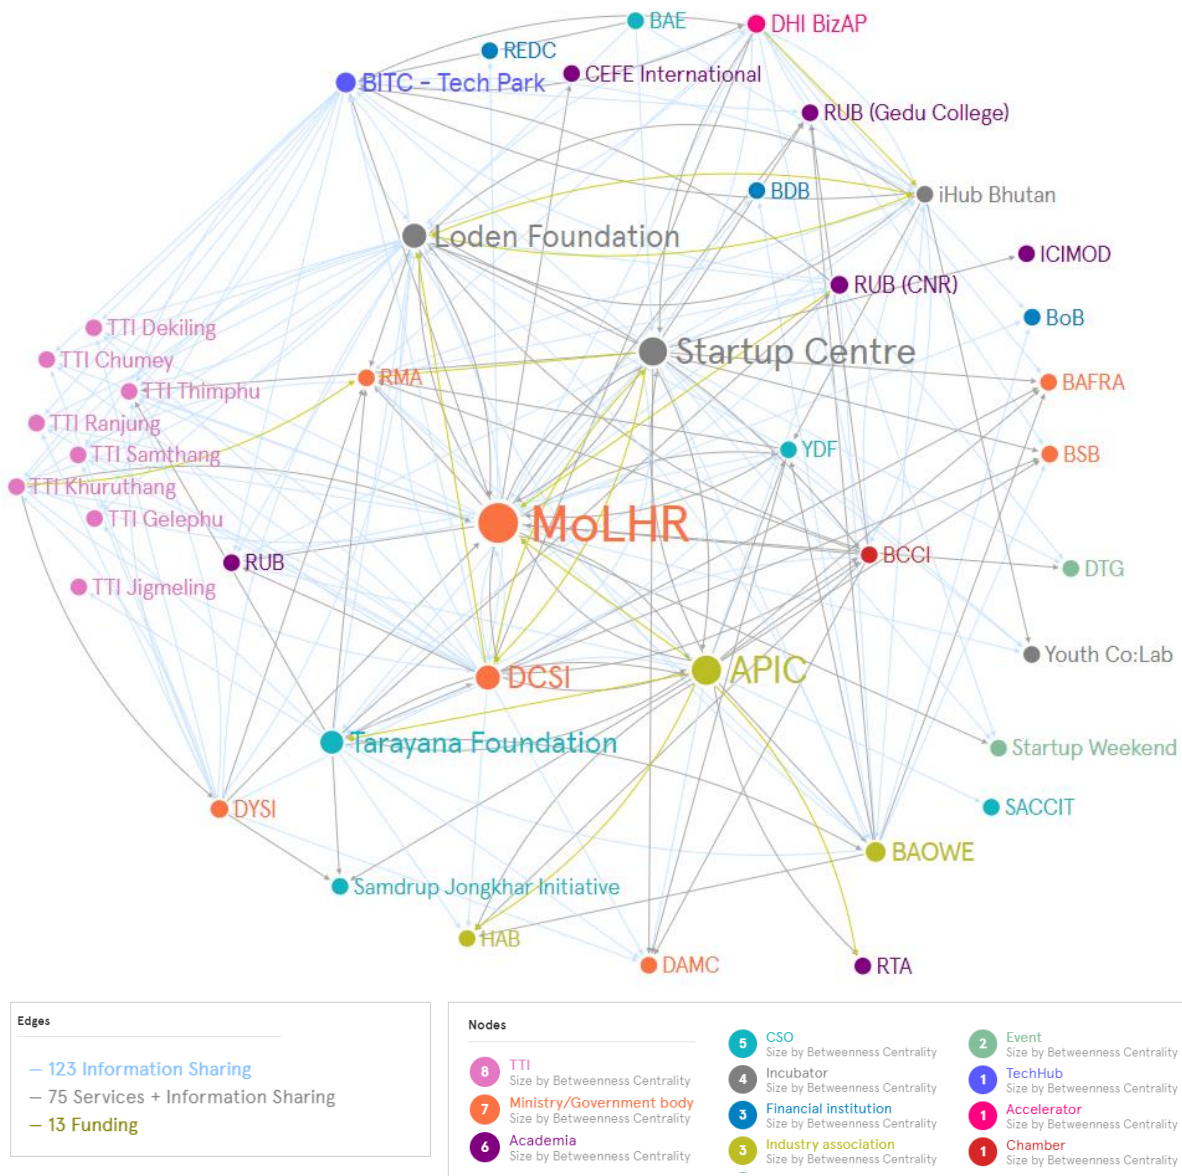 BAE
DHI BizAP
REDC
CEFE International
BITC - Tech Park
RUB (Gedu College)
BDB
iHub Bhutan
Loden Foundation
ICIMOD
RUB (CNR)
BoB
TTI Dekiling
Startup Centre
TTI Chumey
RMA
BAFRA
TTI Thimphu
TTI Ranjung
YDF
BSB
TTI Samthang
TTI Khuruthang
TTI Gelephu
MoLHR
RUB
BCCI
DTG
TTI Jigmeling
Youth Co:Lab
DCSI
APIC
Tarayana Foundation
Startup Weekend
DYSI
SACCIT
BAOWE
Samdrup Jongkhar Initiative
HAB
DAMC
RTA
Edges
— 123 Information Sharing
— 75 Services + Information Sharing
— 13 Funding
Nodes
8 TTI
Size by Betweenness Centrality
7 Ministry/Government body
Size by Betweenness Centrality
6 Academia
Size by Betweenness Centrality
5 CSO
Size by Betweenness Centrality
4 Incubator
Size by Betweenness Centrality
3 Financial institution
Size by Betweenness Centrality
3 Industry association
Size by Betweenness Centrality
2 Event
Size by Betweenness Centrality
1 TechHub
Size by Betweenness Centrality
1 Accelerator
Size by Betweenness Centrality
1 Chamber
Size by Betweenness Centrality